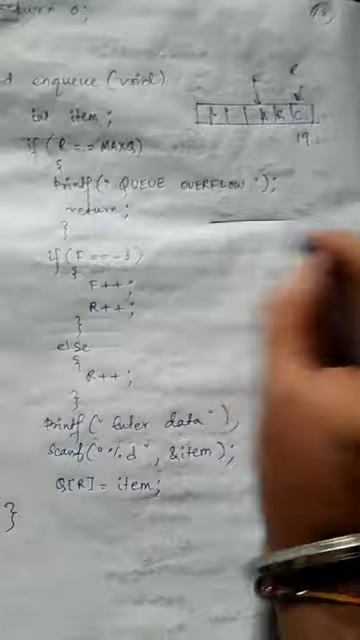 return 0;
enqueue (void)
int item;
if (R == MAXQ)
{
printf(" QUEUE OVERFLOW ");
return;
}
if (F == -1)
{
F++;
R++;
}
else
{
R++;
}
printf(" Enter data ");
scanf("%d", &item);
Q[R] = item;
}
F R
A B C
19